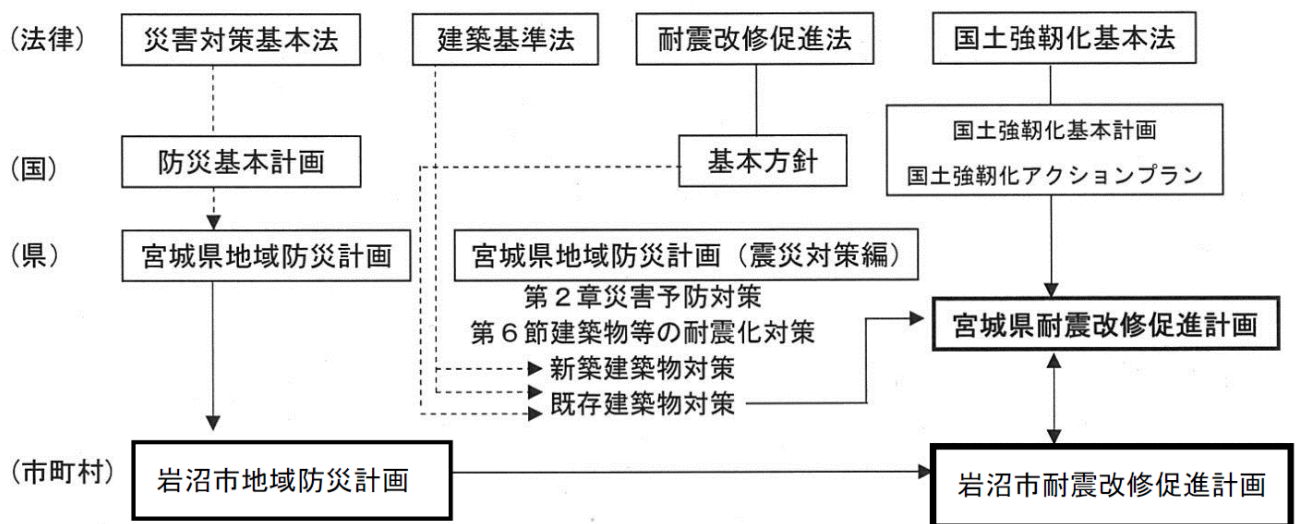 (法律)
災害対策基本法
建築基準法
耐震改修促進法
国土強靭化基本法
(国)
防災基本計画
基本方針
国土強靭化基本計画
国土強靭化アクションプラン
(県)
宮城県地域防災計画
宮城県地域防災計画（震災対策編）
第２章災害予防対策
第６節建築物等の耐震化対策
新築建築物対策
既存建築物対策
宮城県耐震改修促進計画
(市町村)
岩沼市地域防災計画
岩沼市耐震改修促進計画